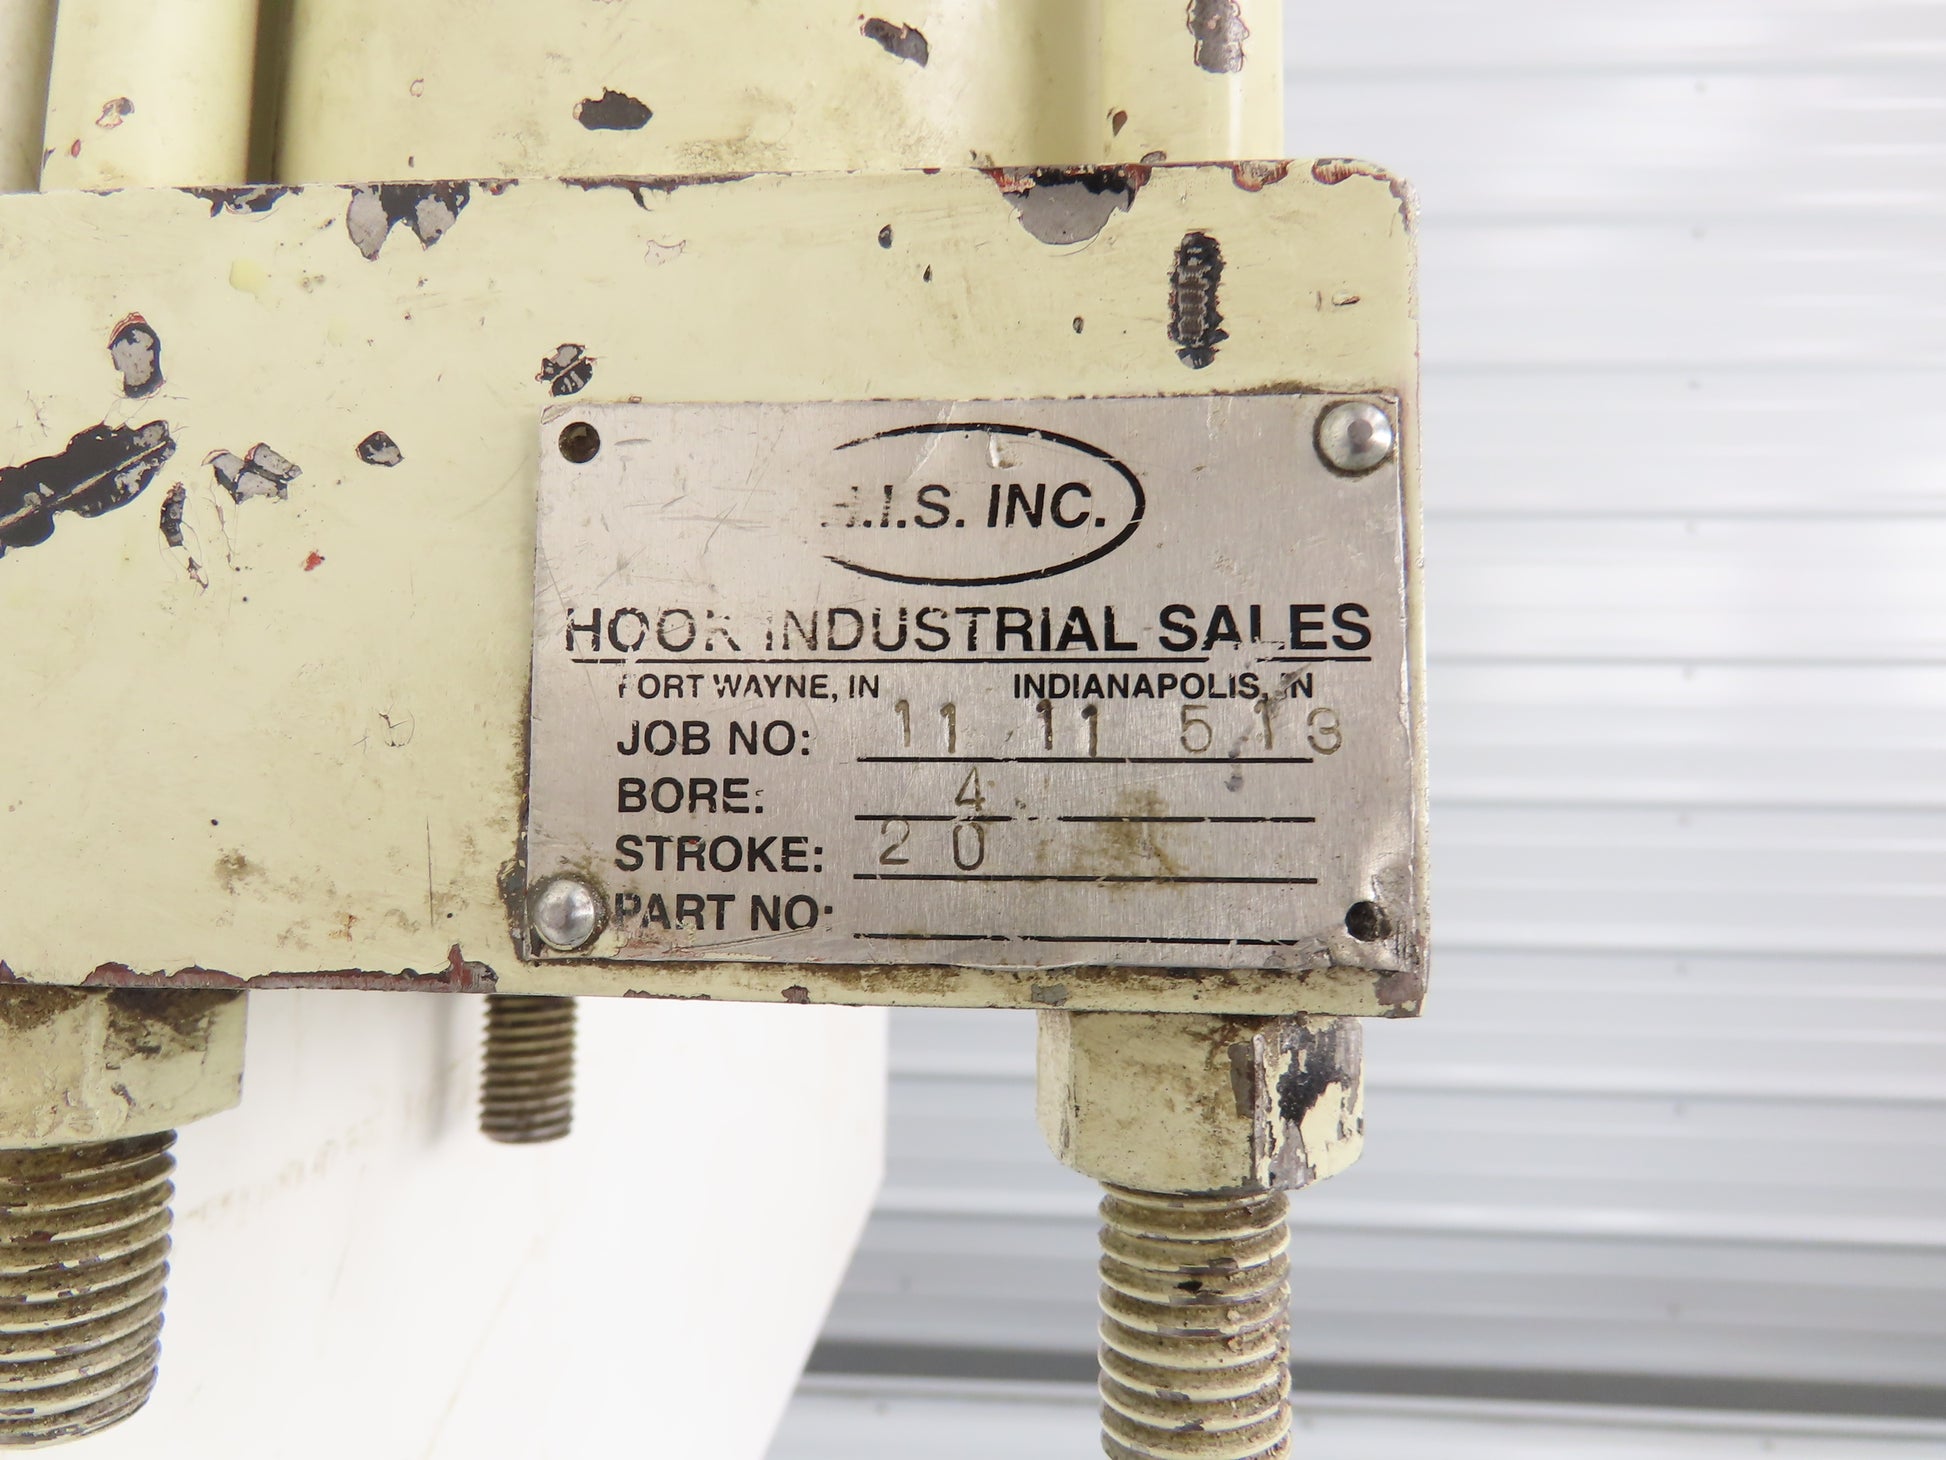 H.I.S. INC.
HOOK INDUSTRIAL SALES
FORT WAYNE, IN INDIANAPOLIS, IN
JOB NO: 11 11 513
BORE: 4
STROKE: 20
PART NO: